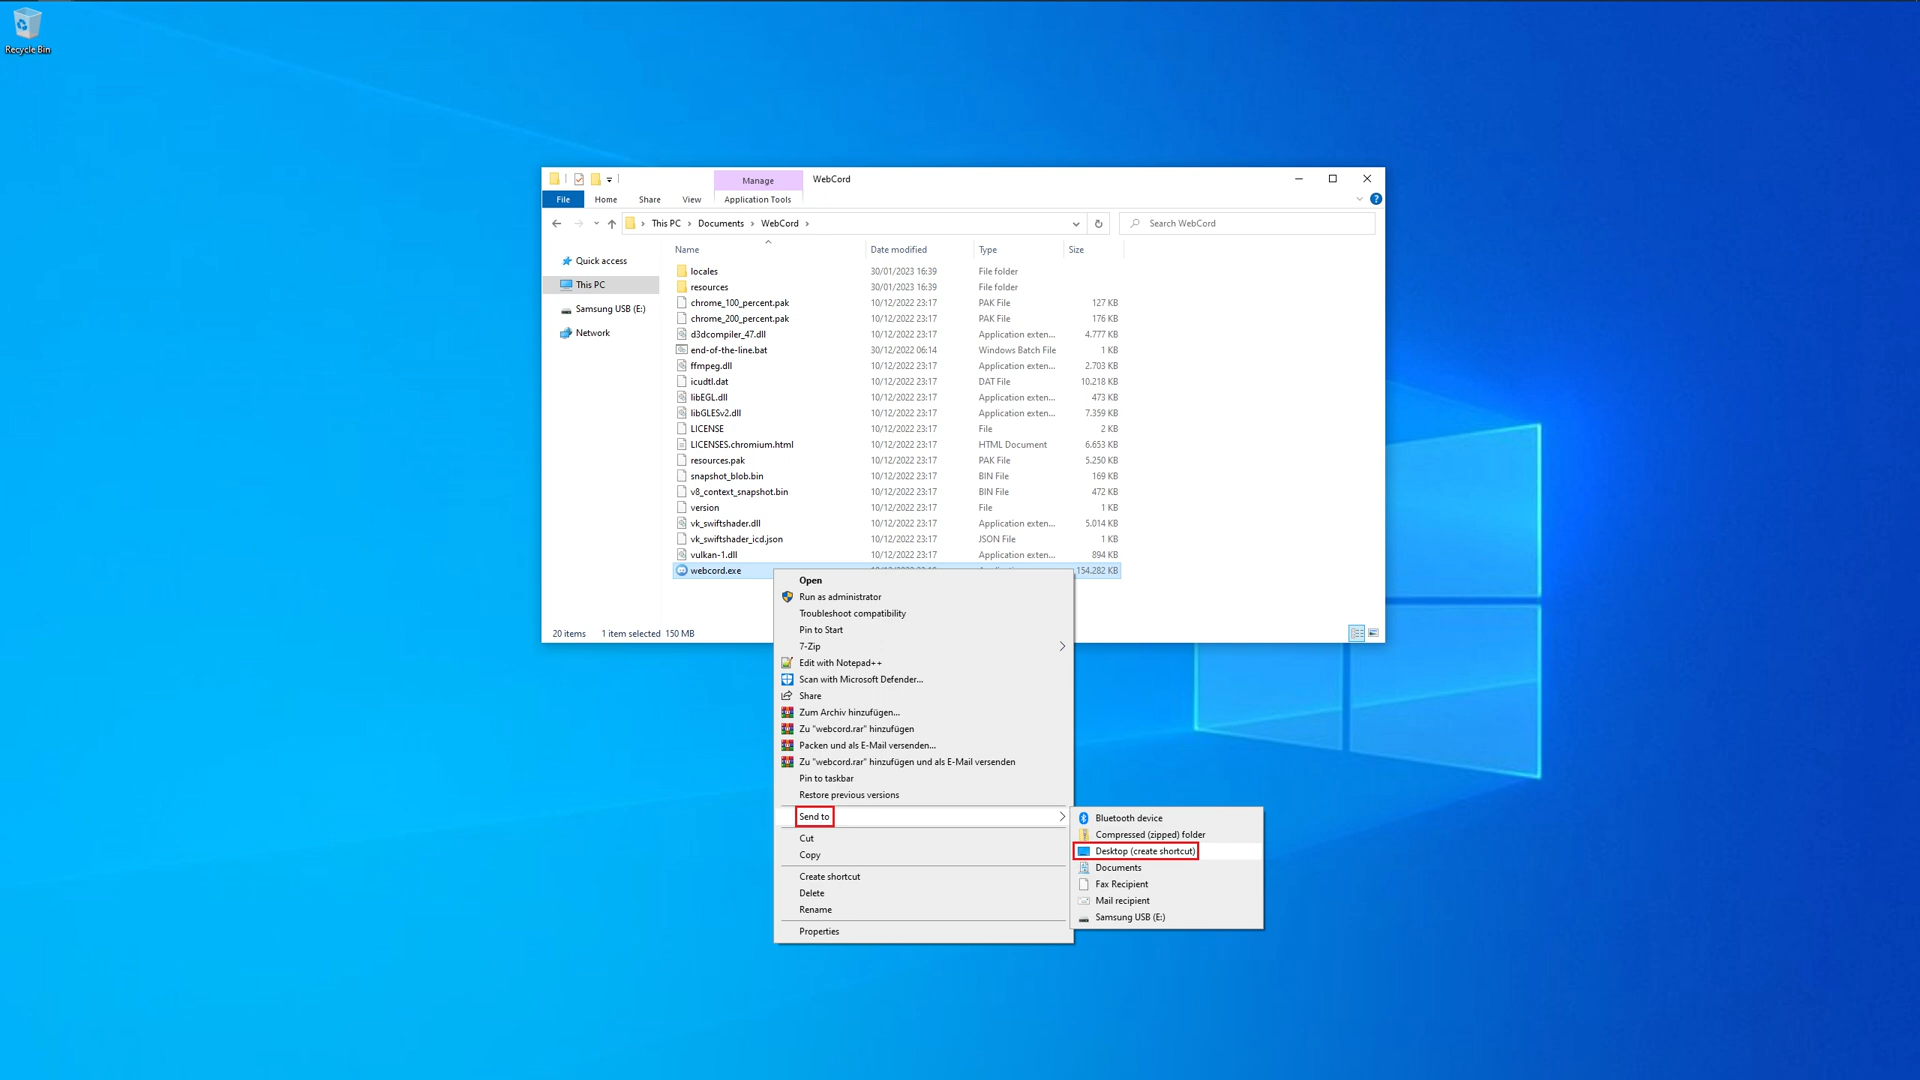 Recycle Bin
Manage
WebCord
File
Home
Share
View
Application Tools
This PC
Documents
WebCord
Search WebCord
Name
Date modified
Type
Size
Quick access
This PC
Samsung USB (E:)
Network
locales 30/01/2023 16:39 File folder
resources 30/01/2023 16:39 File folder
chrome_100_percent.pak 10/12/2022 23:17 PAK File 127 KB
chrome_200_percent.pak 10/12/2022 23:17 PAK File 176 KB
d3dcompiler_47.dll 10/12/2022 23:17 Application exten... 4.777 KB
end-of-the-line.bat 30/12/2022 06:14 Windows Batch File 1 KB
ffmpeg.dll 10/12/2022 23:17 Application exten... 2.703 KB
icudtl.dat 10/12/2022 23:17 DAT File 10.218 KB
libEGL.dll 10/12/2022 23:17 Application exten... 473 KB
libGLESv2.dll 10/12/2022 23:17 Application exten... 7.359 KB
LICENSE 10/12/2022 23:17 File 2 KB
LICENSES.chromium.html 10/12/2022 23:17 HTML Document 6.653 KB
resources.pak 10/12/2022 23:17 PAK File 5.250 KB
snapshot_blob.bin 10/12/2022 23:17 BIN File 169 KB
v8_context_snapshot.bin 10/12/2022 23:17 BIN File 472 KB
version 10/12/2022 23:17 File 1 KB
vk_swiftshader.dll 10/12/2022 23:17 Application exten... 5.014 KB
vk_swiftshader_icd.json 10/12/2022 23:17 JSON File 1 KB
vulkan-1.dll 10/12/2022 23:17 Application exten... 894 KB
webcord.exe 154.282 KB
20 items 1 item selected 150 MB
Open
Run as administrator
Troubleshoot compatibility
Pin to Start
7-Zip
Edit with Notepad++
Scan with Microsoft Defender...
Share
Zum Archiv hinzufügen...
Zu "webcord.rar" hinzufügen
Packen und als E-Mail versenden...
Zu "webcord.rar" hinzufügen und als E-Mail versenden
Pin to taskbar
Restore previous versions
Send to
Cut
Copy
Create shortcut
Delete
Rename
Properties
Bluetooth device
Compressed (zipped) folder
Desktop (create shortcut)
Documents
Fax Recipient
Mail recipient
Samsung USB (E:)